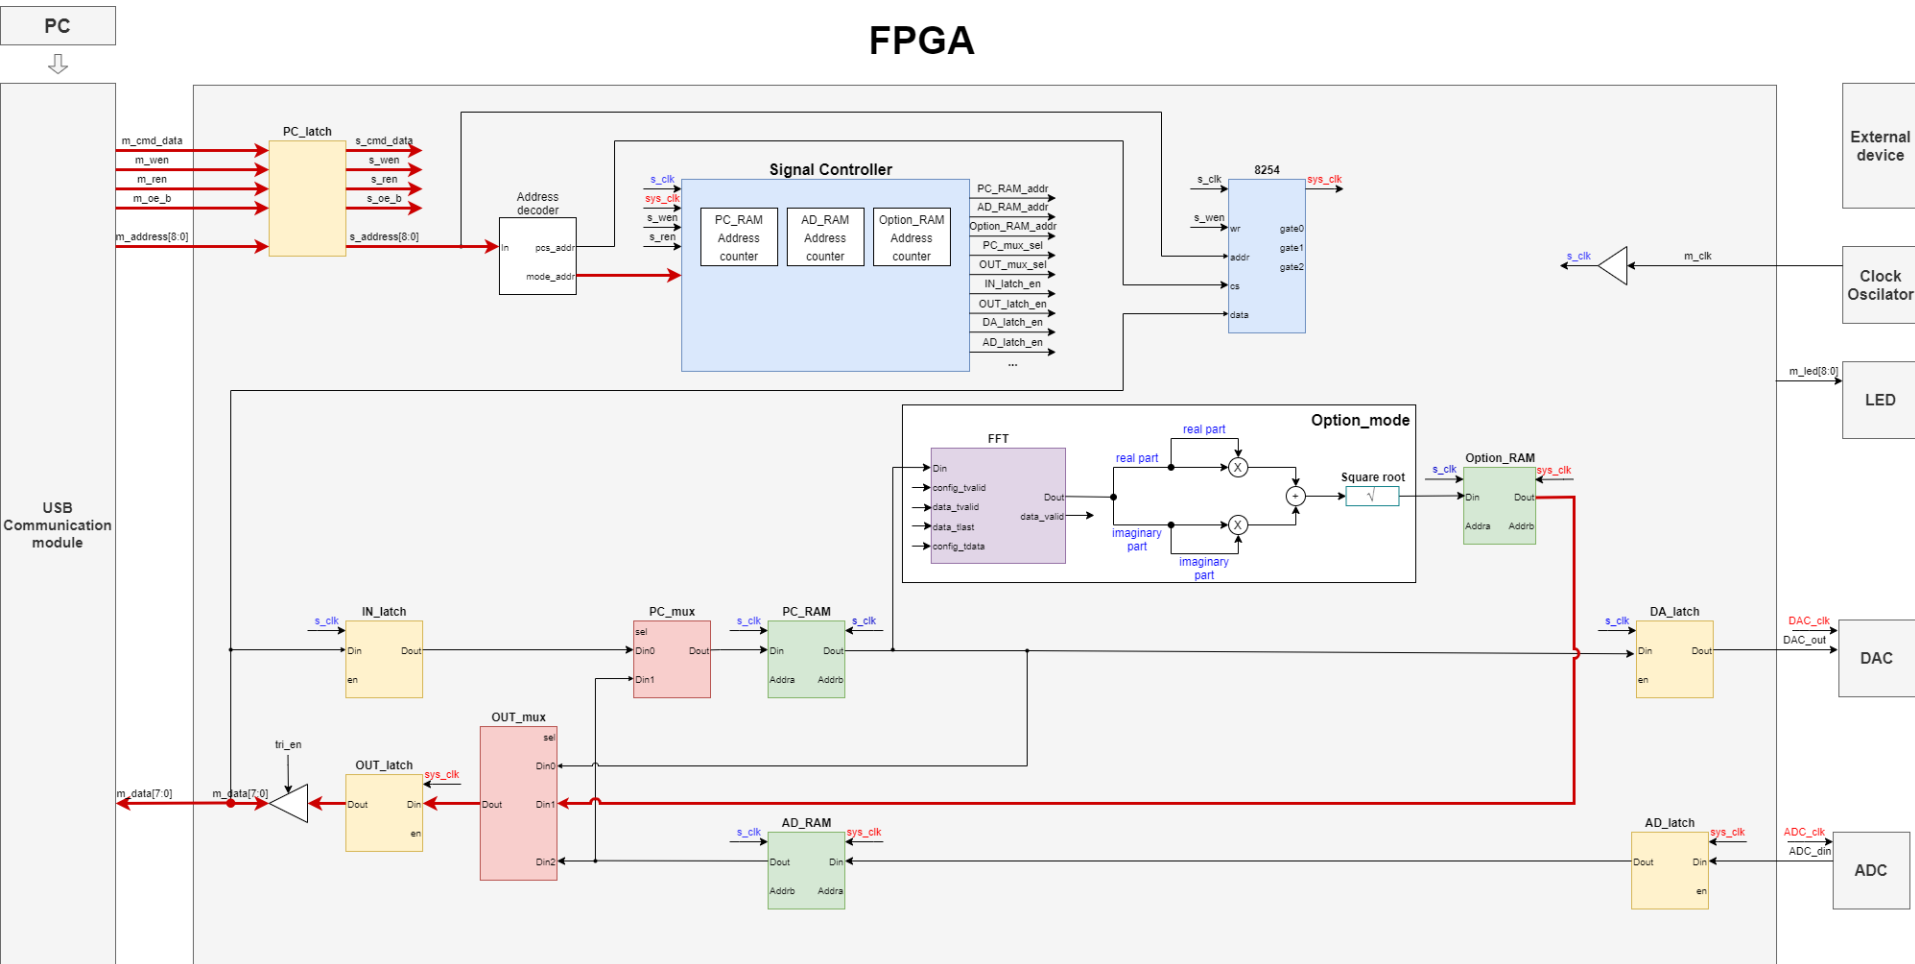 PC
FPGA
USB
Communication
module
m_cmd_data
m_wen
m_ren
m_oe_b
m_address[8:0]
PC_latch
s_cmd_data
s_wen
s_ren
s_oe_b
s_address[8:0]
Address
decoder
In
pcs_addr
mode_addr
Signal Controller
s_clk
sys_clk
s_wen
s_ren
PC_RAM
Address
counter
AD_RAM
Address
counter
Option_RAM
Address
counter
PC_RAM_addr
AD_RAM_addr
Option_RAM_addr
PC_mux_sel
OUT_mux_sel
IN_latch_en
OUT_latch_en
DA_latch_en
AD_latch_en
...
8254
s_clk
sys_clk
s_wen
wr
gate0
gate1
addr
gate2
cs
data
External
device
s_clk
m_clk
Clock
Oscilator
m_led[8:0]
LED
Option_mode
FFT
Din
config_tvalid
data_tvalid
data_tlast
config_tdata
Dout
data_valid
real part
real part
X
imaginary
part
imaginary
part
X
+
Square root
√
Option_RAM
s_clk
sys_clk
Din
Dout
Addra
Addrb
IN_latch
s_clk
Din
Dout
en
PC_mux
sel
Din0
Dout
Din1
PC_RAM
s_clk
s_clk
Din
Dout
Addra
Addrb
DA_latch
s_clk
Din
Dout
en
DAC_clk
DAC_out
DAC
OUT_mux
sel
Din0
Din1
Dout
Din2
tri_en
OUT_latch
sys_clk
Dout
Din
en
m_data[7:0]
m_data[7:0]
AD_RAM
s_clk
sys_clk
Dout
Din
Addrb
Addra
AD_latch
sys_clk
Dout
Din
en
ADC_clk
ADC_din
ADC